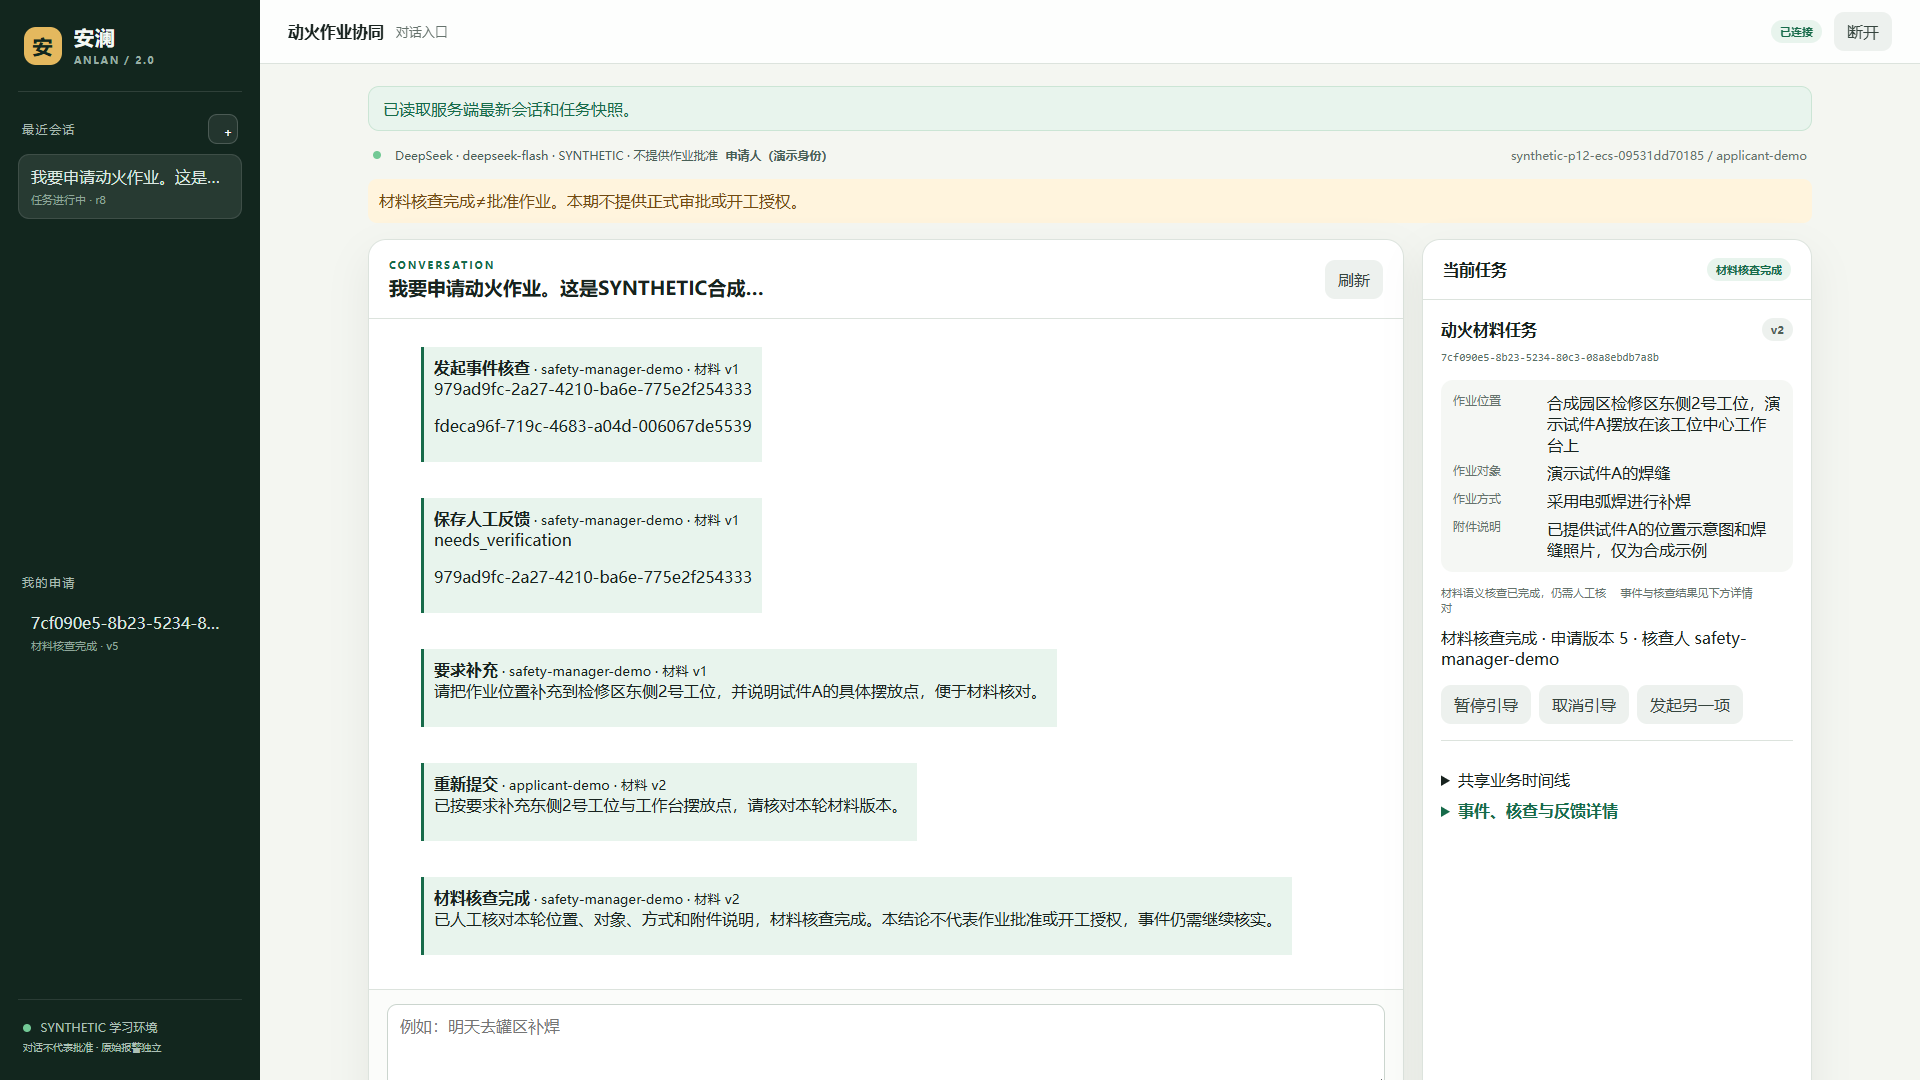 安
安澜
ANLAN / 2.0
最近会话
+
我要申请动火作业。这是...
任务进行中 · r8
我的申请
7cf090e5-8b23-5234-8...
材料核查完成 · v5
SYNTHETIC 学习环境
对话不代表批准 · 原始报警独立
动火作业协同 对话入口
已连接
断开
已读取服务端最新会话和任务快照。
DeepSeek · deepseek-flash · SYNTHETIC · 不提供作业批准 申请人（演示身份）
synthetic-p12-ecs-09531dd70185 / applicant-demo
材料核查完成≠批准作业。本期不提供正式审批或开工授权。
CONVERSATION
我要申请动火作业。这是SYNTHETIC合成...
刷新
发起事件核查 · safety-manager-demo · 材料 v1
979ad9fc-2a27-4210-ba6e-775e2f254333
fdeca96f-719c-4683-a04d-006067de5539
保存人工反馈 · safety-manager-demo · 材料 v1
needs_verification
979ad9fc-2a27-4210-ba6e-775e2f254333
要求补充 · safety-manager-demo · 材料 v1
请把作业位置补充到检修区东侧2号工位，并说明试件A的具体摆放点，便于材料核对。
重新提交 · applicant-demo · 材料 v2
已按要求补充东侧2号工位与工作台摆放点，请核对本轮材料版本。
材料核查完成 · safety-manager-demo · 材料 v2
已人工核对本轮位置、对象、方式和附件说明，材料核查完成。本结论不代表作业批准或开工授权，事件仍需继续核实。
例如：明天去罐区补焊
当前任务
材料核查完成
动火材料任务
v2
7cf090e5-8b23-5234-80c3-08a8ebdb7a8b
作业位置
合成园区检修区东侧2号工位，演
示试件A摆放在该工位中心工作
台上
作业对象
演示试件A的焊缝
作业方式
采用电弧焊进行补焊
附件说明
已提供试件A的位置示意图和焊
缝照片，仅为合成示例
材料语义核查已完成，仍需人工核
对
事件与核查结果见下方详情
材料核查完成 · 申请版本 5 · 核查人 safety-
manager-demo
暂停引导
取消引导
发起另一项
共享业务时间线
事件、核查与反馈详情